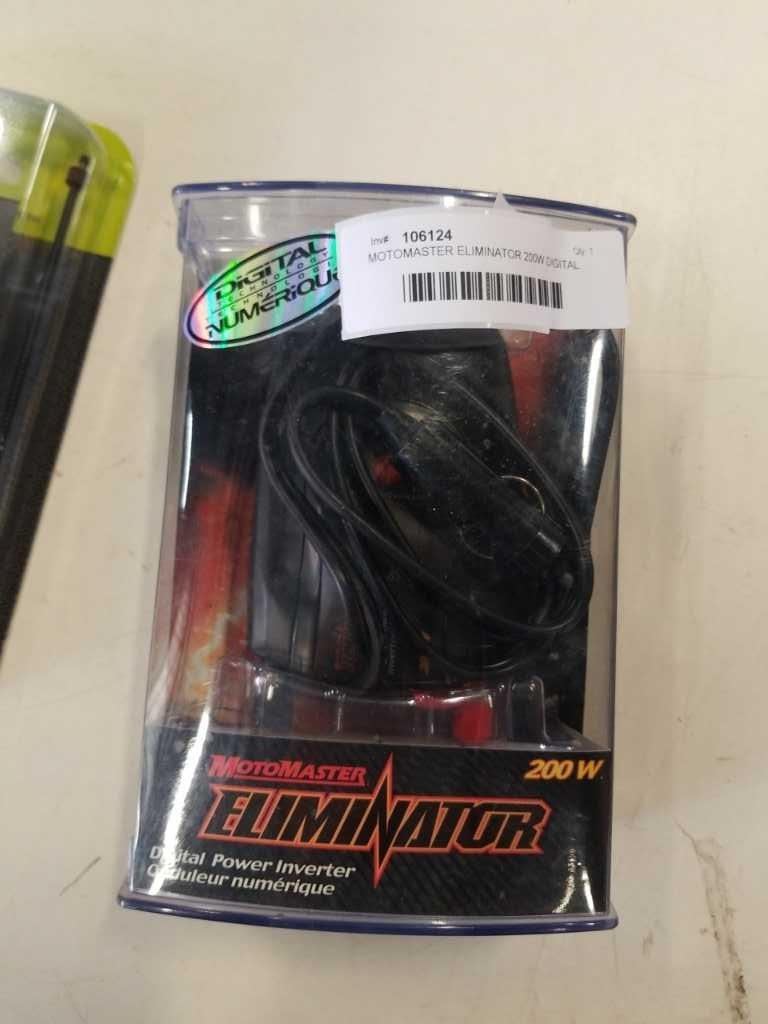 Inv#: 106124 Qty: 1
MOTOMASTER ELIMINATOR 200W DIGITAL
DIGITAL
TECHNOLOGY
TECHNOLOGIE
NUMÉRIQUE
MOTOMASTER 200 W
ELIMINATOR
Digital Power Inverter
Onduleur numérique